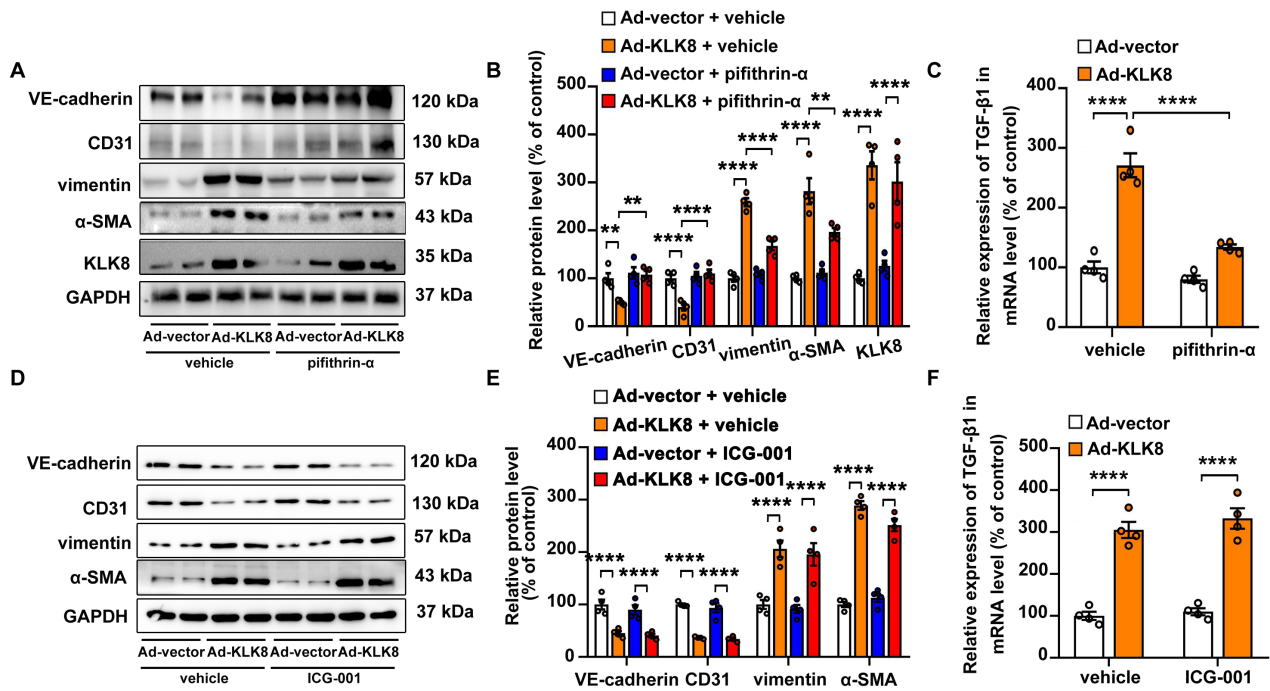 A
VE-cadherin
120 kDa
CD31
130 kDa
vimentin
57 kDa
α-SMA
43 kDa
KLK8
35 kDa
GAPDH
37 kDa
Ad-vector Ad-KLK8 Ad-vector Ad-KLK8
vehicle pifithrin-α
B
Ad-vector + vehicle
Ad-KLK8 + vehicle
Ad-vector + pifithrin-α
Ad-KLK8 + pifithrin-α
Relative protein level (% of control)
500
400
300
200
100
0
** ** **** **** **** **** **** ** **** ****
VE-cadherin CD31 vimentin α-SMA KLK8
C
Ad-vector
Ad-KLK8
Relative expression of TGF-β1 in
mRNA level (% of control)
400
300
200
100
0
**** ****
vehicle pifithrin-α
D
VE-cadherin
120 kDa
CD31
130 kDa
vimentin
57 kDa
α-SMA
43 kDa
GAPDH
37 kDa
Ad-vector Ad-KLK8 Ad-vector Ad-KLK8
vehicle ICG-001
E
Ad-vector + vehicle
Ad-KLK8 + vehicle
Ad-vector + ICG-001
Ad-KLK8 + ICG-001
Relative protein level
(% of control)
400
300
200
100
0
**** **** **** **** **** **** **** ****
VE-cadherin CD31 vimentin α-SMA
F
Ad-vector
Ad-KLK8
Relative expression of TGF-β1 in
mRNA level (% of control)
500
400
300
200
100
0
**** ****
vehicle ICG-001